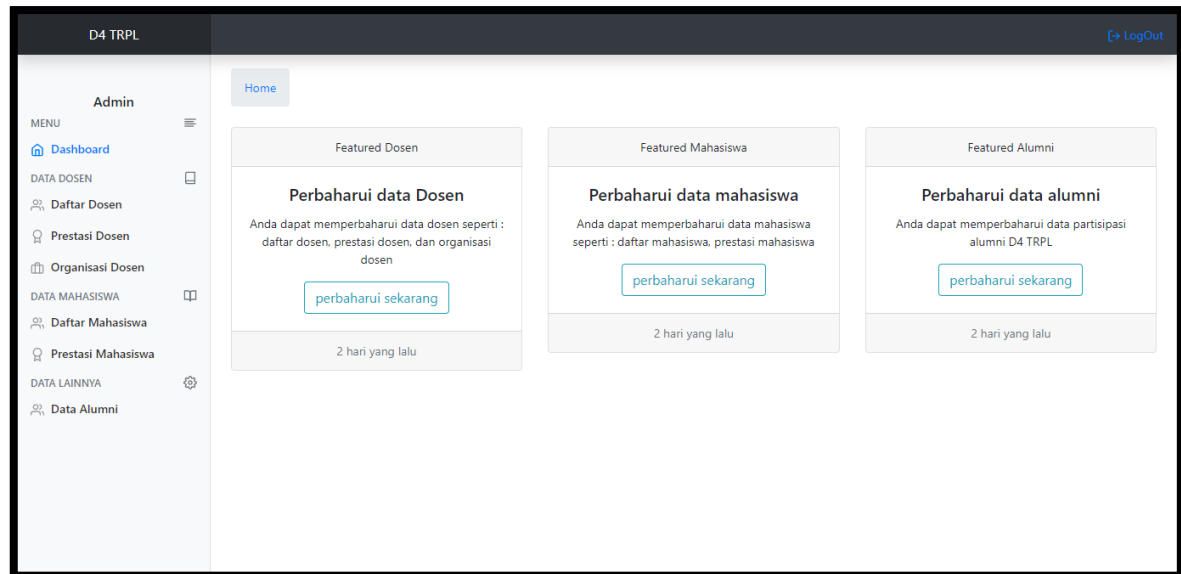 D4 TRPL
LogOut
Admin
MENU
Dashboard
DATA DOSEN
Daftar Dosen
Prestasi Dosen
Organisasi Dosen
DATA MAHASISWA
Daftar Mahasiswa
Prestasi Mahasiswa
DATA LAINNYA
Data Alumni
Home
Featured Dosen
Perbaharui data Dosen
Anda dapat memperbaharui data dosen seperti :
daftar dosen, prestasi dosen, dan organisasi
dosen
perbaharui sekarang
2 hari yang lalu
Featured Mahasiswa
Perbaharui data mahasiswa
Anda dapat memperbaharui data mahasiswa
seperti : daftar mahasiswa, prestasi mahasiswa
perbaharui sekarang
2 hari yang lalu
Featured Alumni
Perbaharui data alumni
Anda dapat memperbaharui data partisipasi
alumni D4 TRPL
perbaharui sekarang
2 hari yang lalu